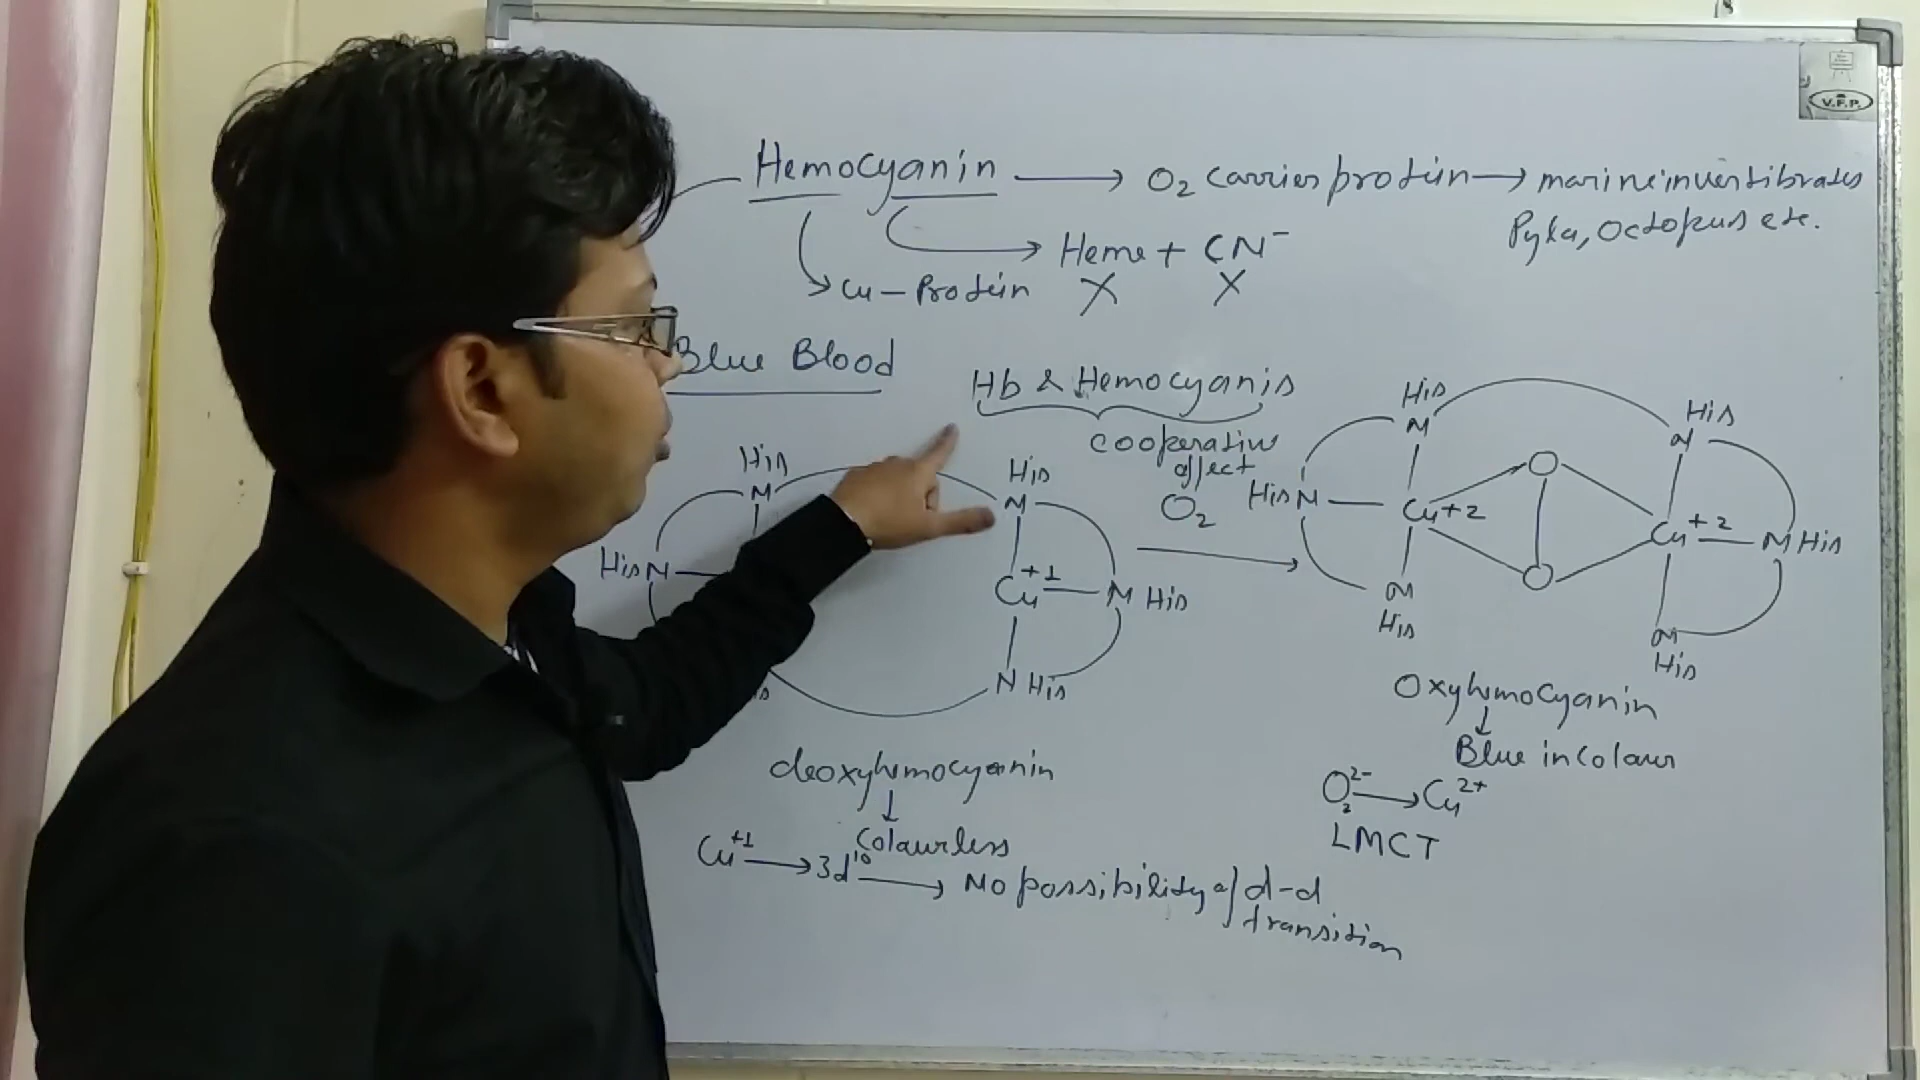 Hemocyanin → O2 carrier protein → marine invertibrates
Pyla, Octopus etc.
Heme + CN⁻
X X
Cu - Protein
Blue Blood
Hb & Hemocyanin
cooperative
effect
O2
His
N
His N
His
N
Cu+1
N His
N His
His
N
His N
Cu+2
N
His
O
O
His
N
Cu+2
N His
N
His
deoxyhemocyanin
↓
Colourless
Cu+1 → 3d10 → No possibility of d-d
transition
Oxyhemocyanin
↓
Blue in Colour
O2 2- → Cu 2+
LMCT
V.F.P.